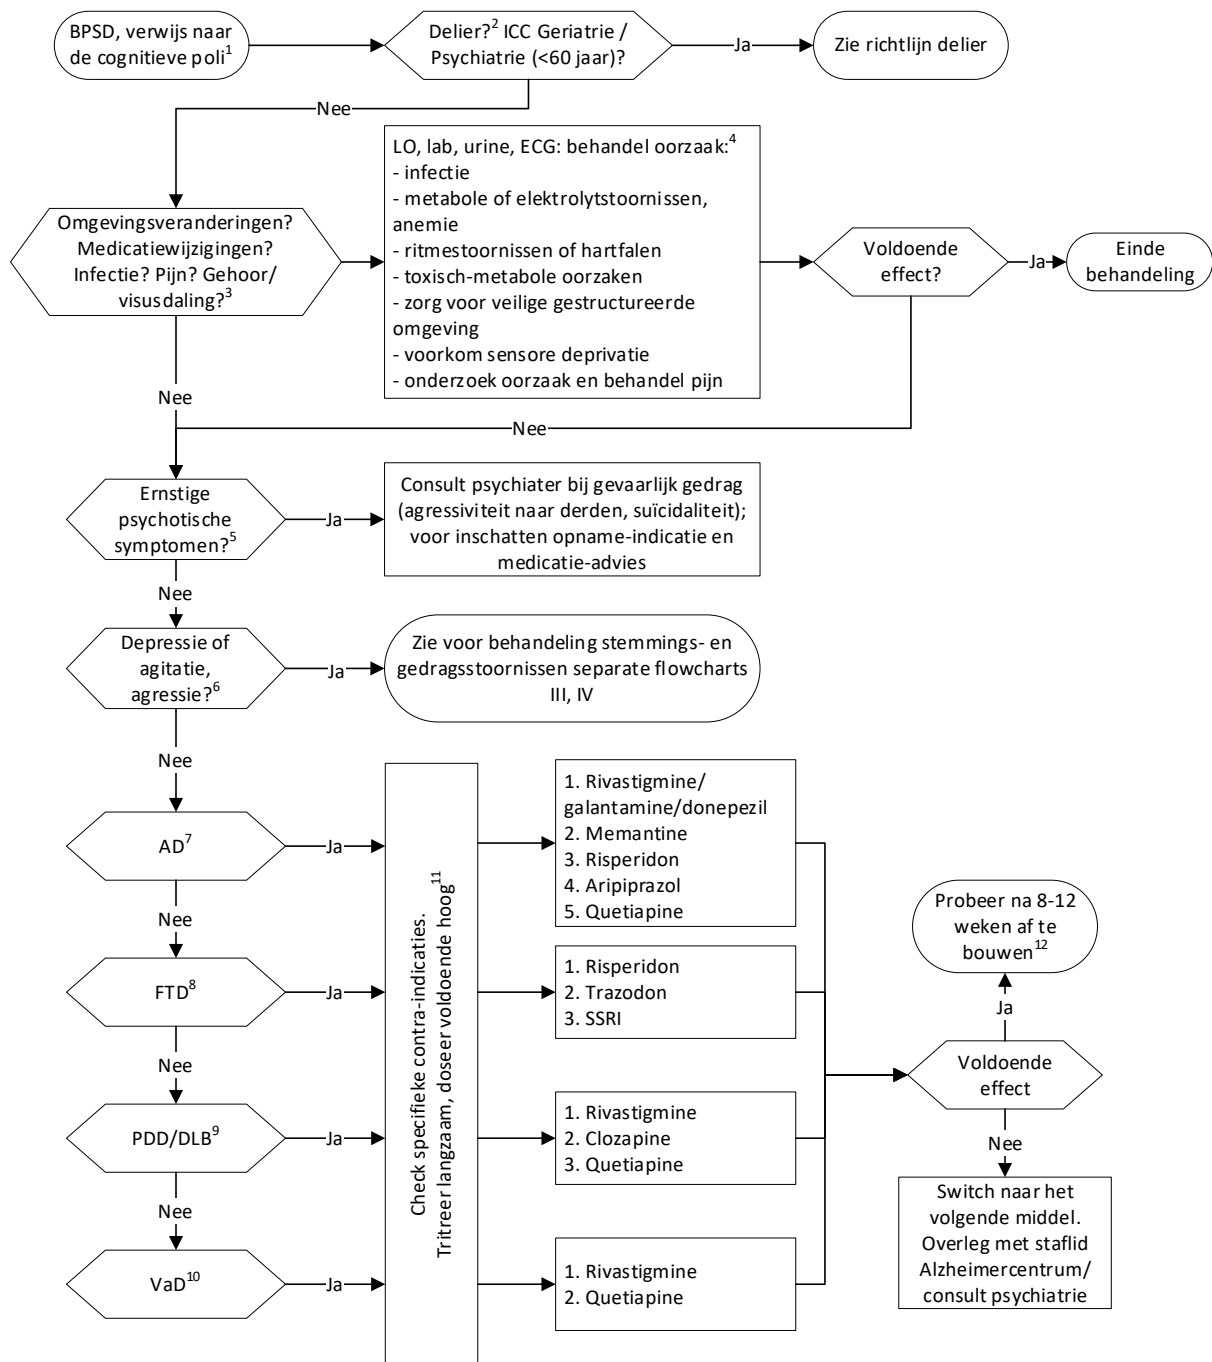 BPSD, verwijs naar
de cognitieve poli1
Delier?2 ICC Geriatrie /
Psychiatrie (<60 jaar)?
Ja
Zie richtlijn delier
Nee
LO, lab, urine, ECG: behandel oorzaak:4
- infectie
- metabole of elektrolytstoornissen,
anemie
- ritmestoornissen of hartfalen
- toxisch-metabole oorzaken
- zorg voor veilige gestructureerde
omgeving
- voorkom sensore deprivatie
- onderzoek oorzaak en behandel pijn
Omgevingsveranderingen?
Medicatiewijzigingen?
Infectie? Pijn? Gehoor/
visusdaling?3
Voldoende
effect?
Ja
Einde
behandeling
Nee
Nee
Ernstige
psychotische
symptomen?5
Ja
Consult psychiater bij gevaarlijk gedrag
(agressiviteit naar derden, suïcidaliteit);
voor inschatten opname-indicatie en
medicatie-advies
Nee
Depressie of
agitatie,
agressie?6
Ja
Zie voor behandeling stemmings- en
gedragsstoornissen separate flowcharts
III, IV
Nee
AD7
Ja
Check specifieke contra-indicaties.
Tritreer langzaam, doseer voldoende hoog11
1. Rivastigmine/
galantamine/donepezil
2. Memantine
3. Risperidon
4. Aripiprazol
5. Quetiapine
Nee
FTD8
Ja
1. Risperidon
2. Trazodon
3. SSRI
Nee
PDD/DLB9
Ja
1. Rivastigmine
2. Clozapine
3. Quetiapine
Nee
VaD10
Ja
1. Rivastigmine
2. Quetiapine
Probeer na 8-12
weken af te
bouwen12
Ja
Voldoende
effect
Nee
Switch naar het
volgende middel.
Overleg met staflid
Alzheimercentrum/
consult psychiatrie